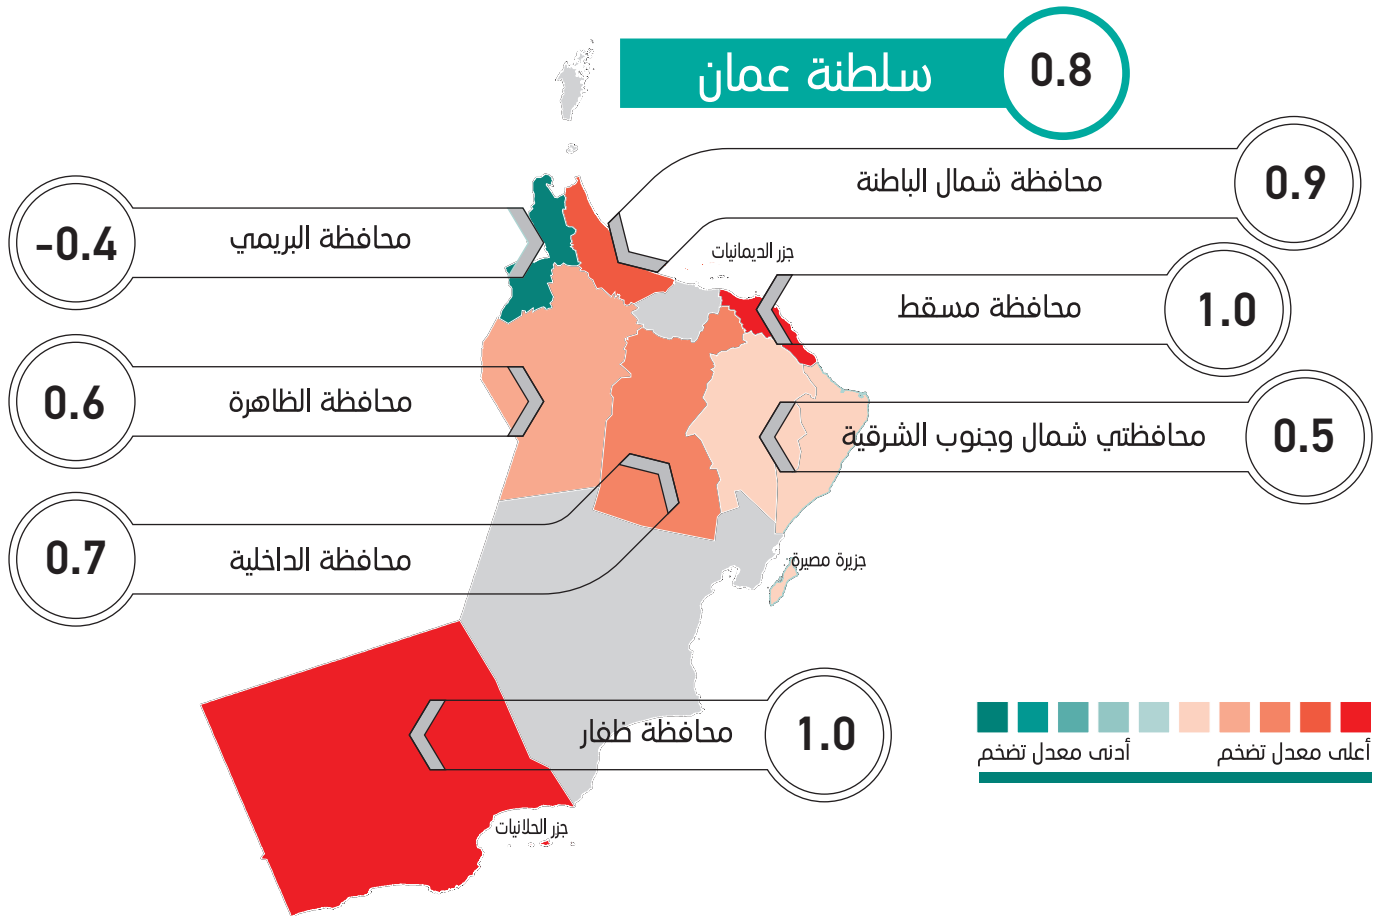 سلطنة عمان
0.8
محافظة شمال الباطنة
0.9
محافظة البريمي
-0.4
جزر الديمانيات
محافظة مسقط
1.0
محافظة الظاهرة
0.6
محافظتي شمال وجنوب الشرقية
0.5
محافظة الداخلية
0.7
جزيرة مصيرة
محافظة ظفار
1.0
أعلى معدل تضخم
أدنى معدل تضخم
جزر الحلانيات